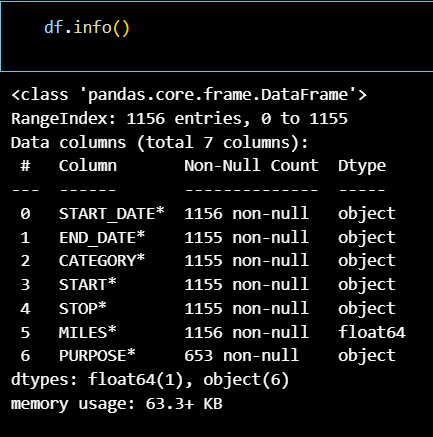 df.info()
<class 'pandas.core.frame.DataFrame'>
RangeIndex: 1156 entries, 0 to 1155
Data columns (total 7 columns):
 #   Column       Non-Null Count  Dtype
---  ------       --------------  -----
 0   START_DATE*  1156 non-null   object
 1   END_DATE*    1155 non-null   object
 2   CATEGORY*    1155 non-null   object
 3   START*       1155 non-null   object
 4   STOP*        1155 non-null   object
 5   MILES*       1156 non-null   float64
 6   PURPOSE*     653 non-null    object
dtypes: float64(1), object(6)
memory usage: 63.3+ KB